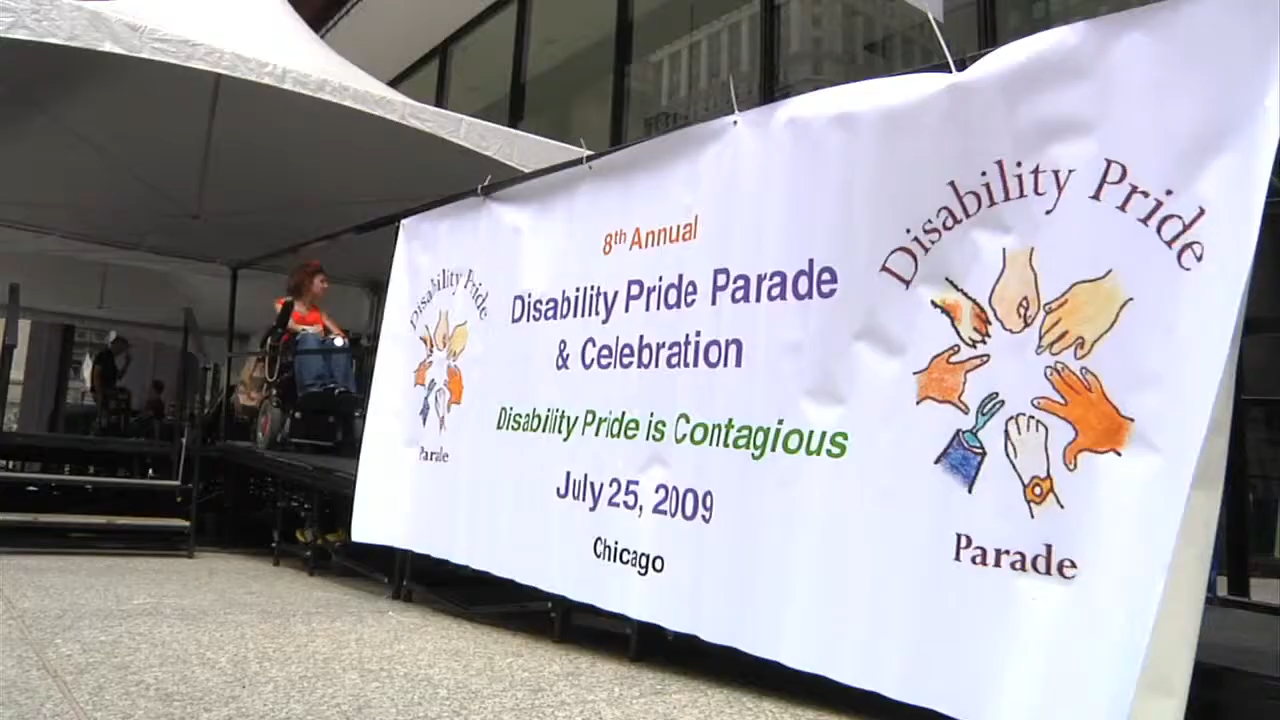 Disability Pride
Parade
8th Annual
Disability Pride Parade
& Celebration
Disability Pride is Contagious
July 25, 2009
Chicago
Disability Pride
Parade